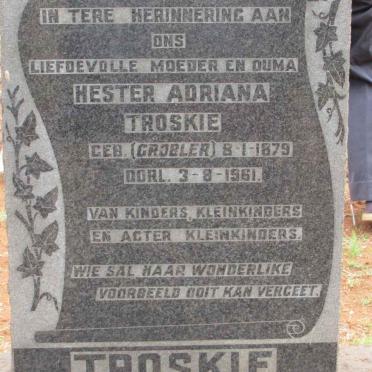 IN TERE HERINNERING AAN
ONS
LIEFDEVOLLE MOEDER EN OUMA
HESTER ADRIANA
TROSKIE
GEB. (GROBLER) 8-1-1879
OORL. 3-8-1961.
VAN KINDERS, KLEINKINDERS
EN AGTER KLEINKINDERS.
WIE SAL HAAR WONDERLIKE
VOORBEELD OOIT KAN VERGEET.
TROSKIE